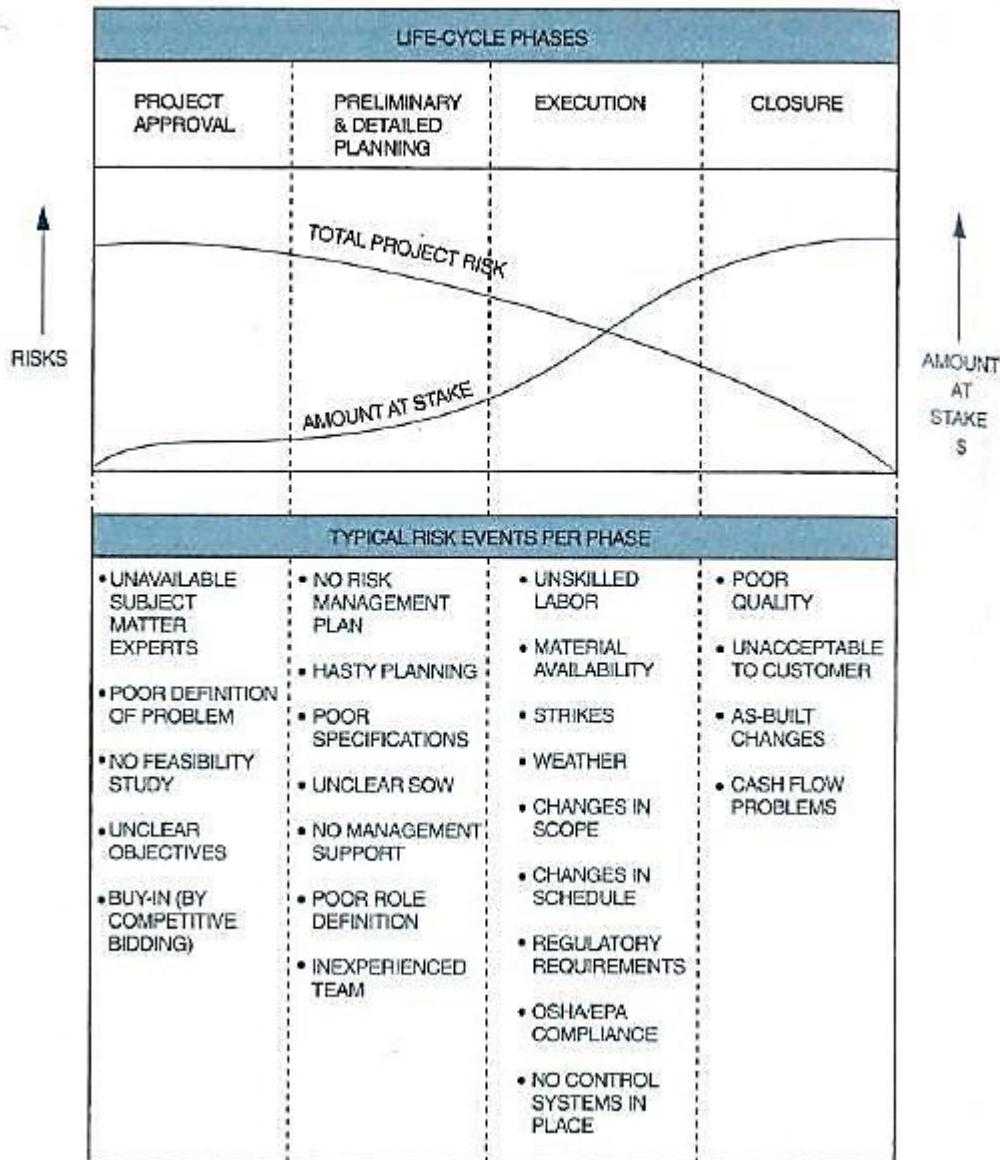 LIFE-CYCLE PHASES
PROJECT
APPROVAL
PRELIMINARY
& DETAILED
PLANNING
EXECUTION
CLOSURE
RISKS
TOTAL PROJECT RISK
AMOUNT AT STAKE
AMOUNT
AT
STAKE
$
TYPICAL RISK EVENTS PER PHASE
• UNAVAILABLE
SUBJECT
MATTER
EXPERTS
• POOR DEFINITION
OF PROBLEM
• NO FEASIBILITY
STUDY
• UNCLEAR
OBJECTIVES
• BUY-IN (BY
COMPETITIVE
BIDDING)
• NO RISK
MANAGEMENT
PLAN
• HASTY PLANNING
• POOR
SPECIFICATIONS
• UNCLEAR SOW
• NO MANAGEMENT
SUPPORT
• POOR ROLE
DEFINITION
• INEXPERIENCED
TEAM
• UNSKILLED
LABOR
• MATERIAL
AVAILABILITY
• STRIKES
• WEATHER
• CHANGES IN
SCOPE
• CHANGES IN
SCHEDULE
• REGULATORY
REQUIREMENTS
• OSHA/EPA
COMPLIANCE
• NO CONTROL
SYSTEMS IN
PLACE
• POOR
QUALITY
• UNACCEPTABLE
TO CUSTOMER
• AS-BUILT
CHANGES
• CASH FLOW
PROBLEMS